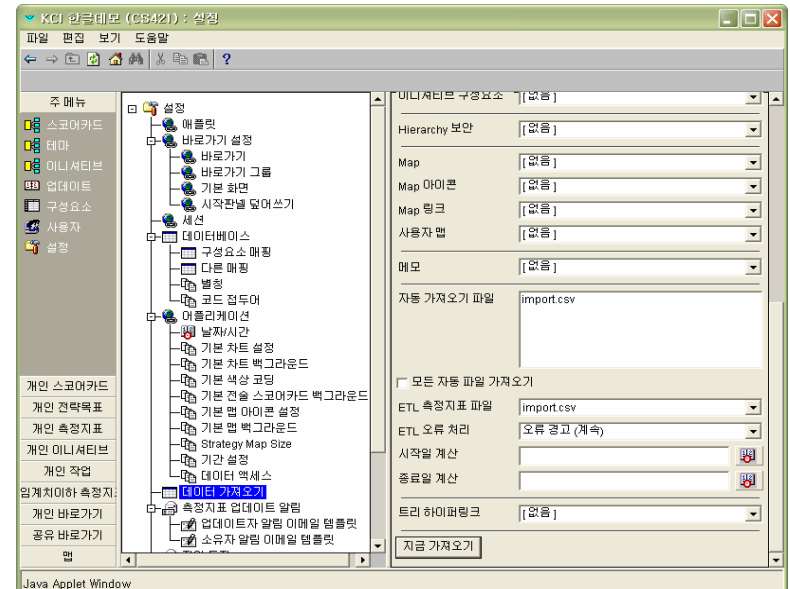 KCI 한글데모 (CS421) : 설정
파일 편집 보기 도움말
주 메뉴
스코어카드
테마
이니셔티브
업데이트
구성요소
사용자
설정
개인 스코어카드
개인 전략목표
개인 측정지표
개인 이니셔티브
개인 작업
임계치이하 측정지
개인 바로가기
공유 바로가기
맵
설정
애플릿
바로가기 설정
바로가기
바로가기 그룹
기본 화면
시작판넬 덮어쓰기
세션
데이터베이스
구성요소 매핑
다른 매핑
별칭
코드 접두어
어플리케이션
날짜/시간
기본 차트 설정
기본 차트 백그라운드
기본 색상 코딩
기본 전술 스코어카드 백그라운드
기본 맵 아이콘 설정
기본 맵 백그라운드
Strategy Map Size
기간 설정
데이터 액세스
데이터 가져오기
측정지표 업데이트 알림
업데이트자 알림 이메일 템플릿
소유자 알림 이메일 템플릿
이니셔티브 구성요소 [없음]
Hierarchy 보안 [없음]
Map [없음]
Map 아이콘 [없음]
Map 링크 [없음]
사용자 맵 [없음]
메모 [없음]
자동 가져오기 파일 import.csv
모든 자동 파일 가져오기
ETL 측정지표 파일 import.csv
ETL 오류 처리 오류 경고 (계속)
시작일 계산
종료일 계산
트리 하이퍼링크 [없음]
지금 가져오기
Java Applet Window